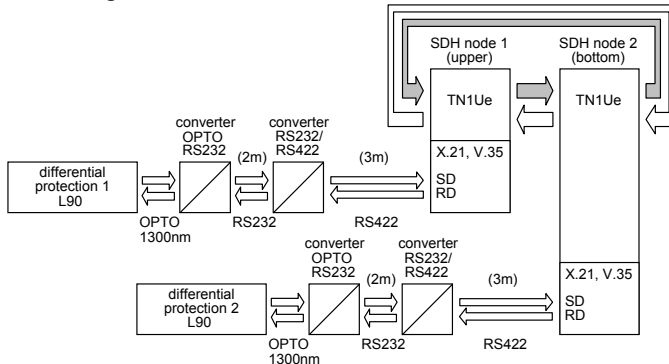 SDH node 1
(upper)
SDH node 2
(bottom)
TN1Ue
TN1Ue
converter
OPTO
RS232
converter
RS232/
RS422
(2m)
(3m)
X.21, V.35
SD
RD
differential
protection 1
L90
OPTO
1300nm
RS232
RS422
converter
OPTO
RS232
converter
RS232/
RS422
(2m)
(3m)
X.21, V.35
SD
RD
differential
protection 2
L90
OPTO
1300nm
RS232
RS422